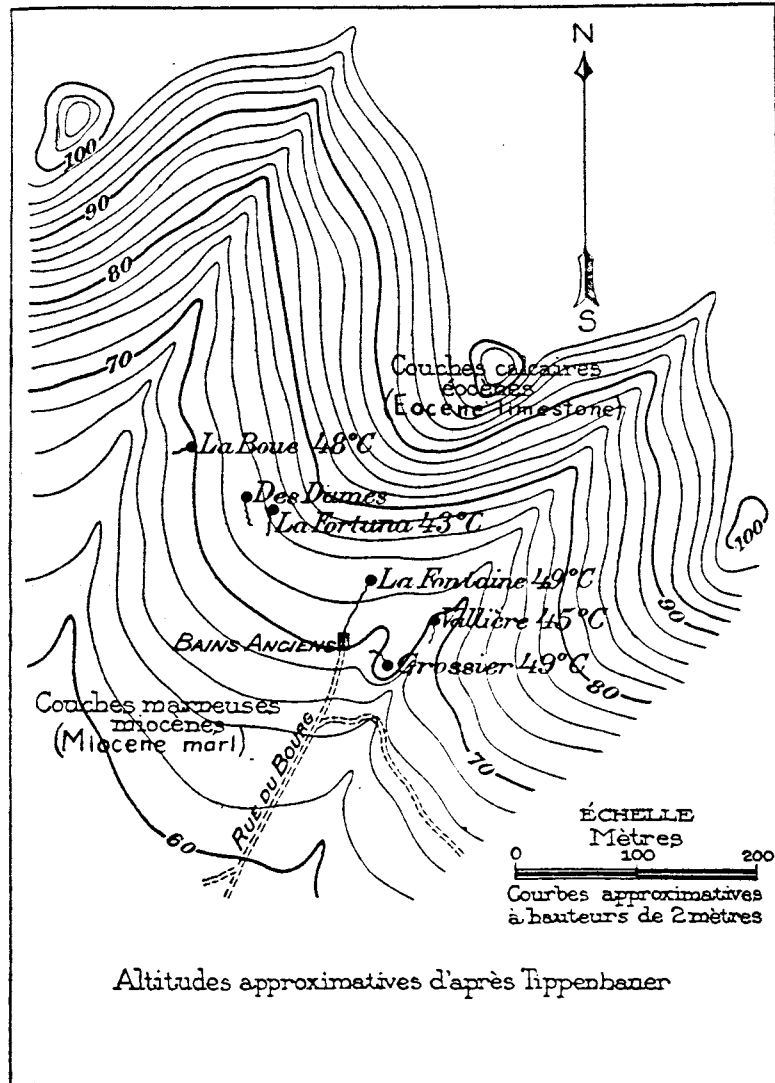 N
S
100
90
80
70
60
Couches calcaires
éocènes
(Eocene limestone)
La Boue 48°C
Des Dames
La Fortuna 43°C
La Fontaine 49°C
Vallière 45°C
BAINS ANCIENS
Grossier 49°C
100
90
80
70
Couches marneuses
miocènes
(Miocene marl)
RUE DU BOURG
ÉCHELLE
Mètres
0 100 200
Courbes approximatives
à hauteurs de 2 mètres
Altitudes approximatives d'après Tippenhauer